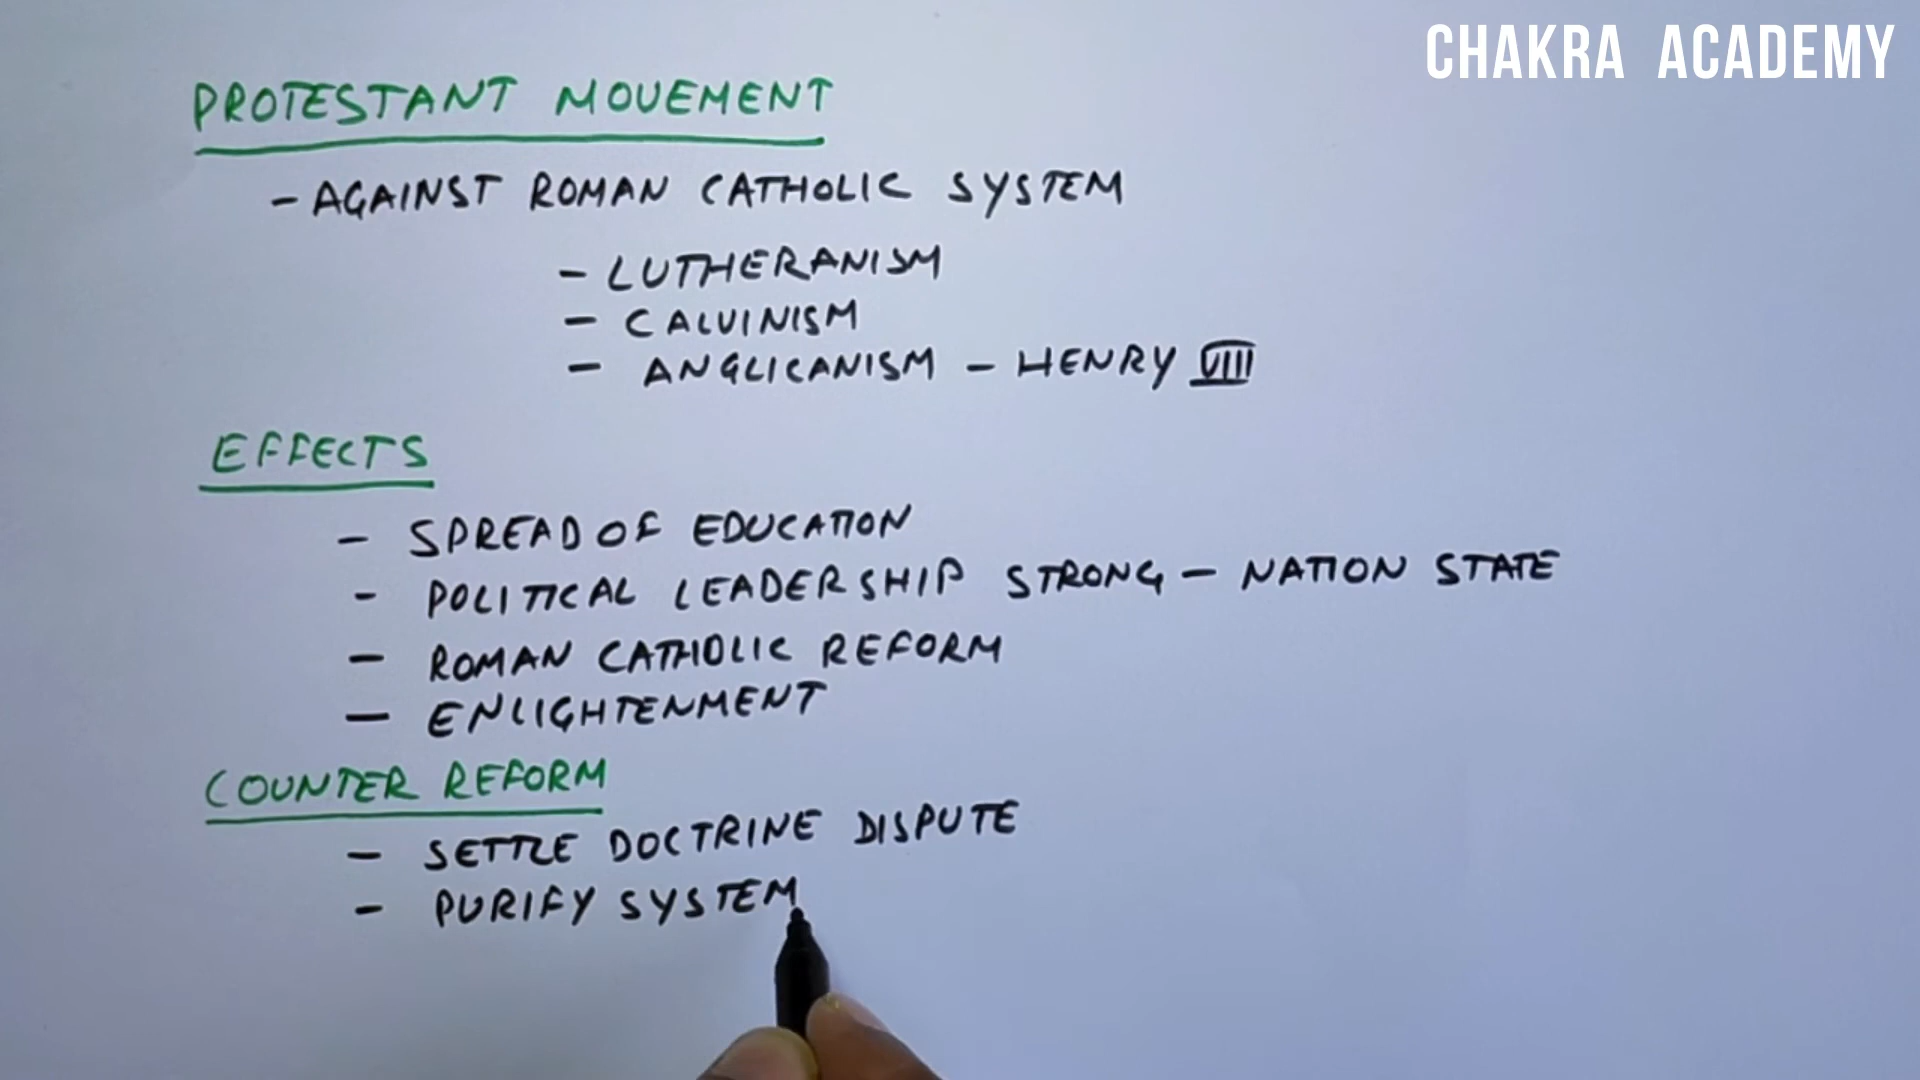 CHAKRA ACADEMY
PROTESTANT MOVEMENT
- AGAINST ROMAN CATHOLIC SYSTEM
- LUTHERANISM
- CALVINISM
- ANGLICANISM - HENRY VIII
EFFECTS
- SPREAD OF EDUCATION
- POLITICAL LEADERSHIP STRONG - NATION STATE
- ROMAN CATHOLIC REFORM
- ENLIGHTENMENT
COUNTER REFORM
- SETTLE DOCTRINE DISPUTE
- PURIFY SYSTEM